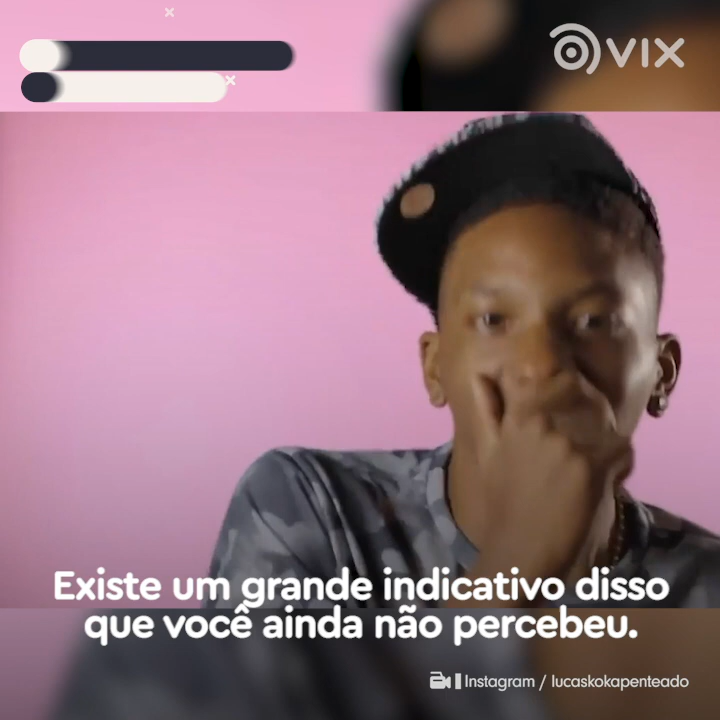 VIX
Existe um grande indicativo disso
que você ainda não percebeu.
Instagram / lucaskokapenteado